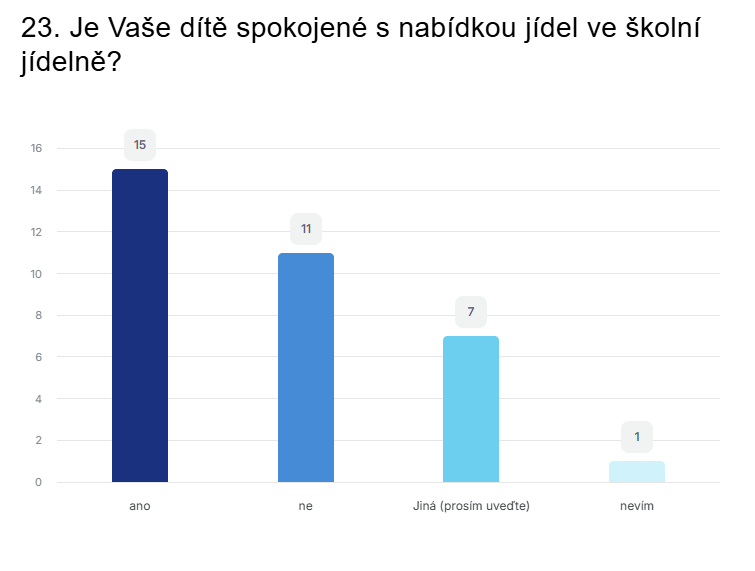 23. Je Vaše dítě spokojené s nabídkou jídel ve školní
jídelně?
15
16
14
11
12
10
7
8
6
4
1
2
0
ano
ne
Jiná (prosím uveďte)
nevím